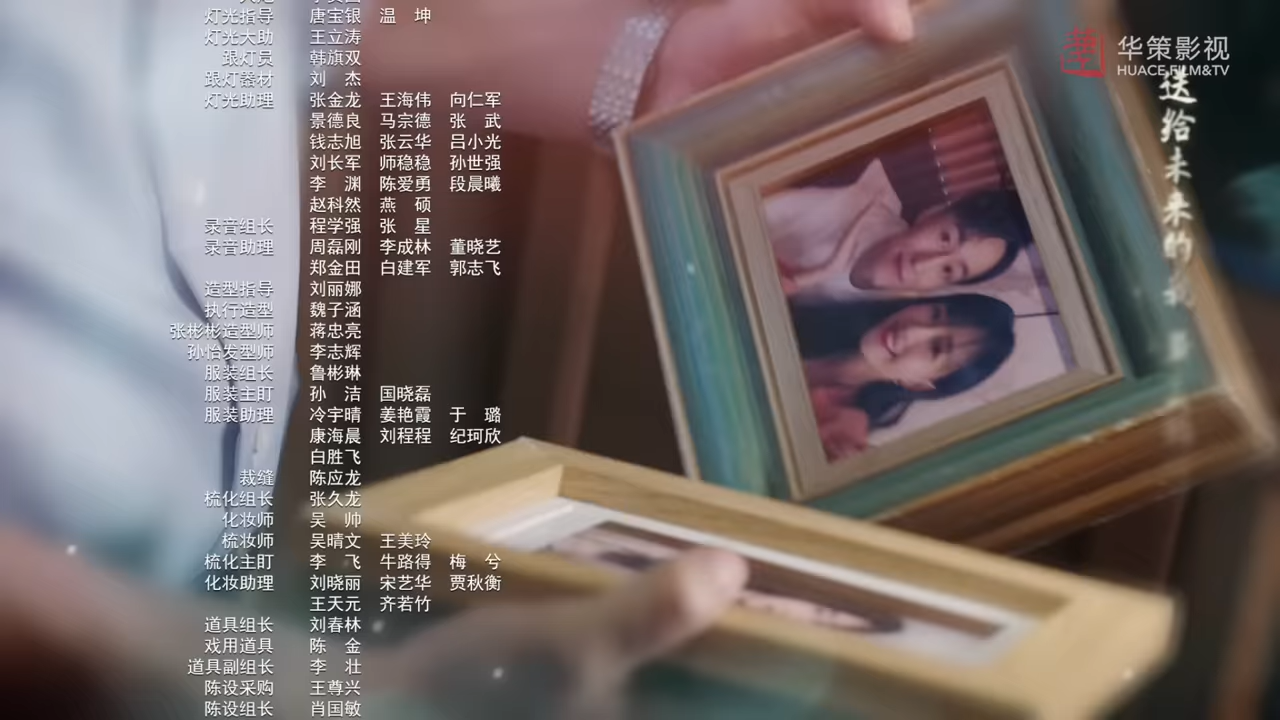 灯光指导 唐宝银 温 坤
灯光大助 王立涛
跟灯员 韩旗双
跟灯器材 刘 杰
灯光助理 张金龙 王海伟 向仁军
景德良 马宗德 张 武
钱志旭 张云华 吕小光
刘长军 师稳稳 孙世强
李 渊 陈爱勇 段晨曦
赵科然 燕 硕
录音组长 程学强 张 星
录音助理 周磊刚 李成林 董晓艺
郑金田 白建军 郭志飞
造型指导 刘丽娜
执行造型 魏子涵
张彬彬造型师 蒋忠亮
孙怡发型师 李志辉
服装组长 鲁彬琳
服装主盯 孙 洁 国晓磊
服装助理 冷宇晴 姜艳霞 于 璐
康海晨 刘程程 纪珂欣
白胜飞
裁缝 陈应龙
梳化组长 张久龙
化妆师 吴 帅
梳妆师 吴晴文 王美玲
梳化主盯 李 飞 牛路得 梅 兮
化妆助理 刘晓丽 宋艺华 贾秋衡
王天元 齐若竹
道具组长 刘春林
戏用道具 陈 金
道具副组长 李 壮
陈设采购 王尊兴
陈设组长 肖国敏
华策影视
HUACE FILM&TV
送给未来的